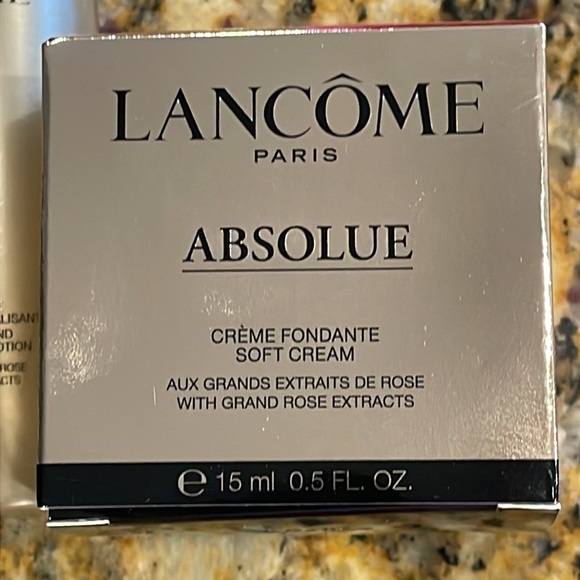 LANCÔME
PARIS
ABSOLUE
CRÈME FONDANTE
SOFT CREAM
AUX GRANDS EXTRAITS DE ROSE
WITH GRAND ROSE EXTRACTS
℮ 15 ml 0.5 FL. OZ.
ROSE